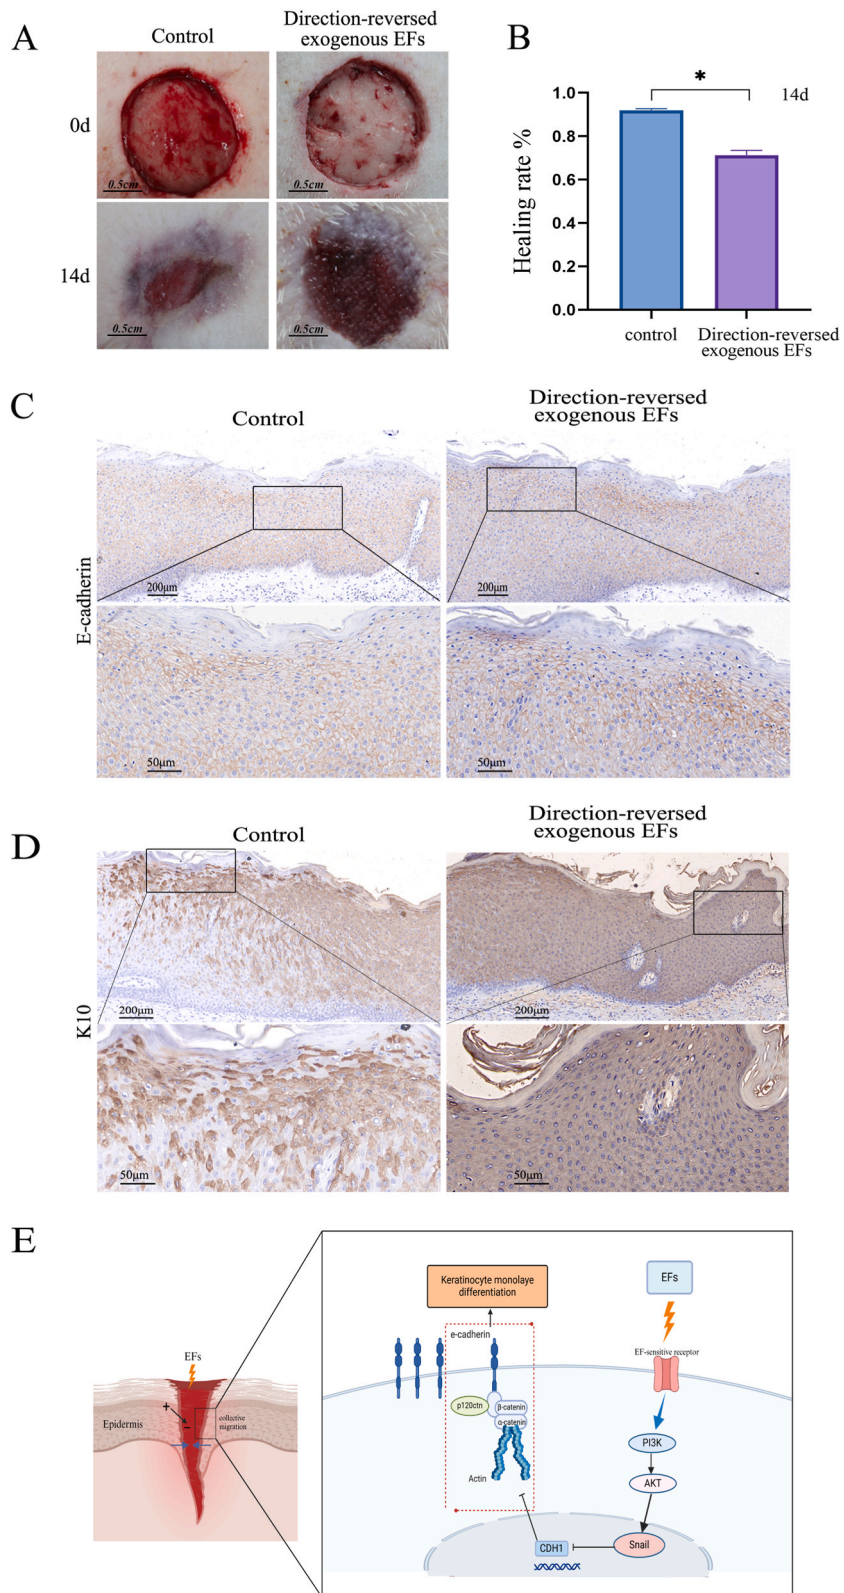 A
Control
Direction-reversed
exogenous EFs
0d
0.5cm
0.5cm
14d
0.5cm
0.5cm
B
*
14d
Healing rate %
1.0
0.8
0.6
0.4
0.2
0.0
control
Direction-reversed
exogenous EFs
C
Control
Direction-reversed
exogenous EFs
E-cadherin
200μm
200μm
50μm
50μm
D
Control
Direction-reversed
exogenous EFs
K10
200μm
200μm
50μm
50μm
E
EFs
+
-
Epidermis
collective
migration
Keratinocyte monolaye
differentiation
e-cadherin
p120ctn
β-catenin
α-catenin
Actin
EFs
EF-sensitive receptor
PI3K
AKT
Snail
CDH1